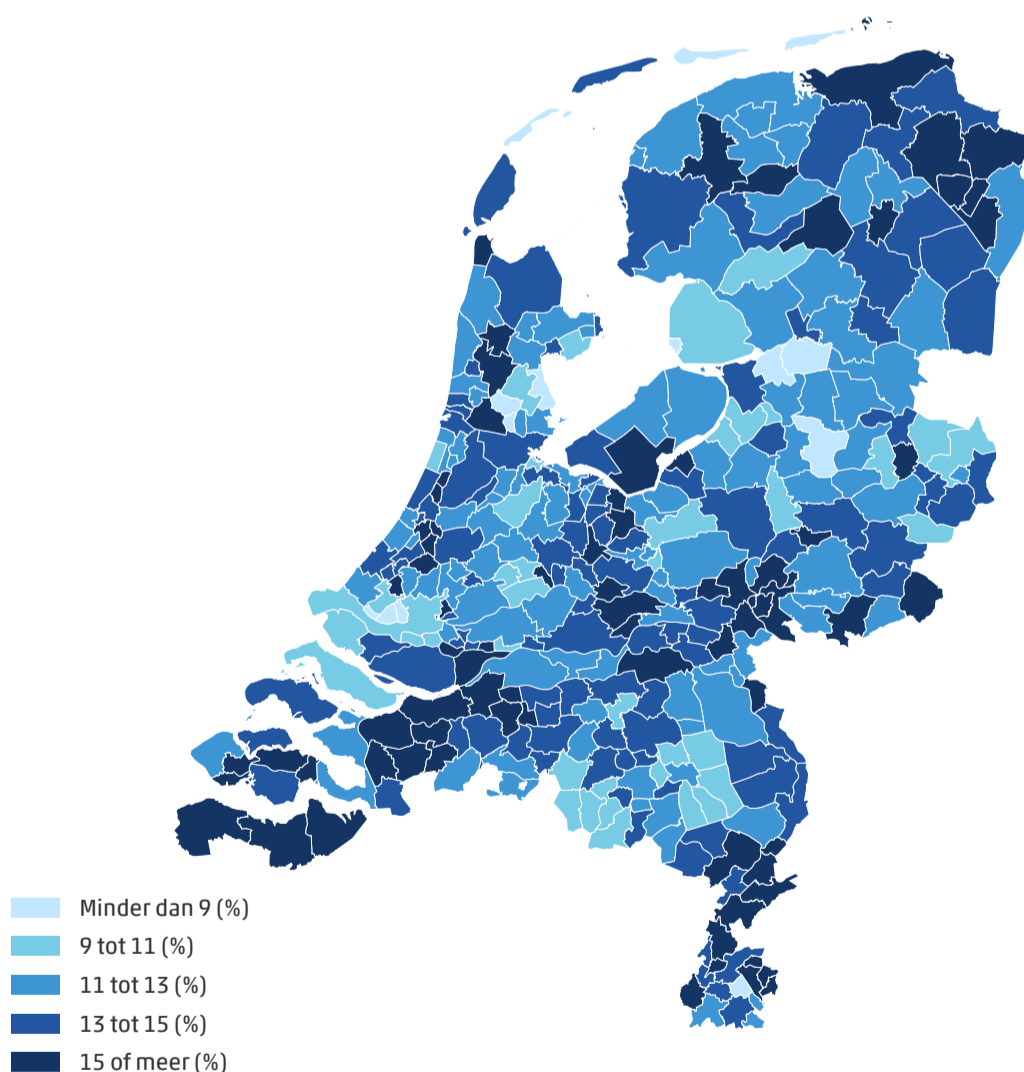 Minder dan 9 (%)
9 tot 11 (%)
11 tot 13 (%)
13 tot 15 (%)
15 of meer (%)